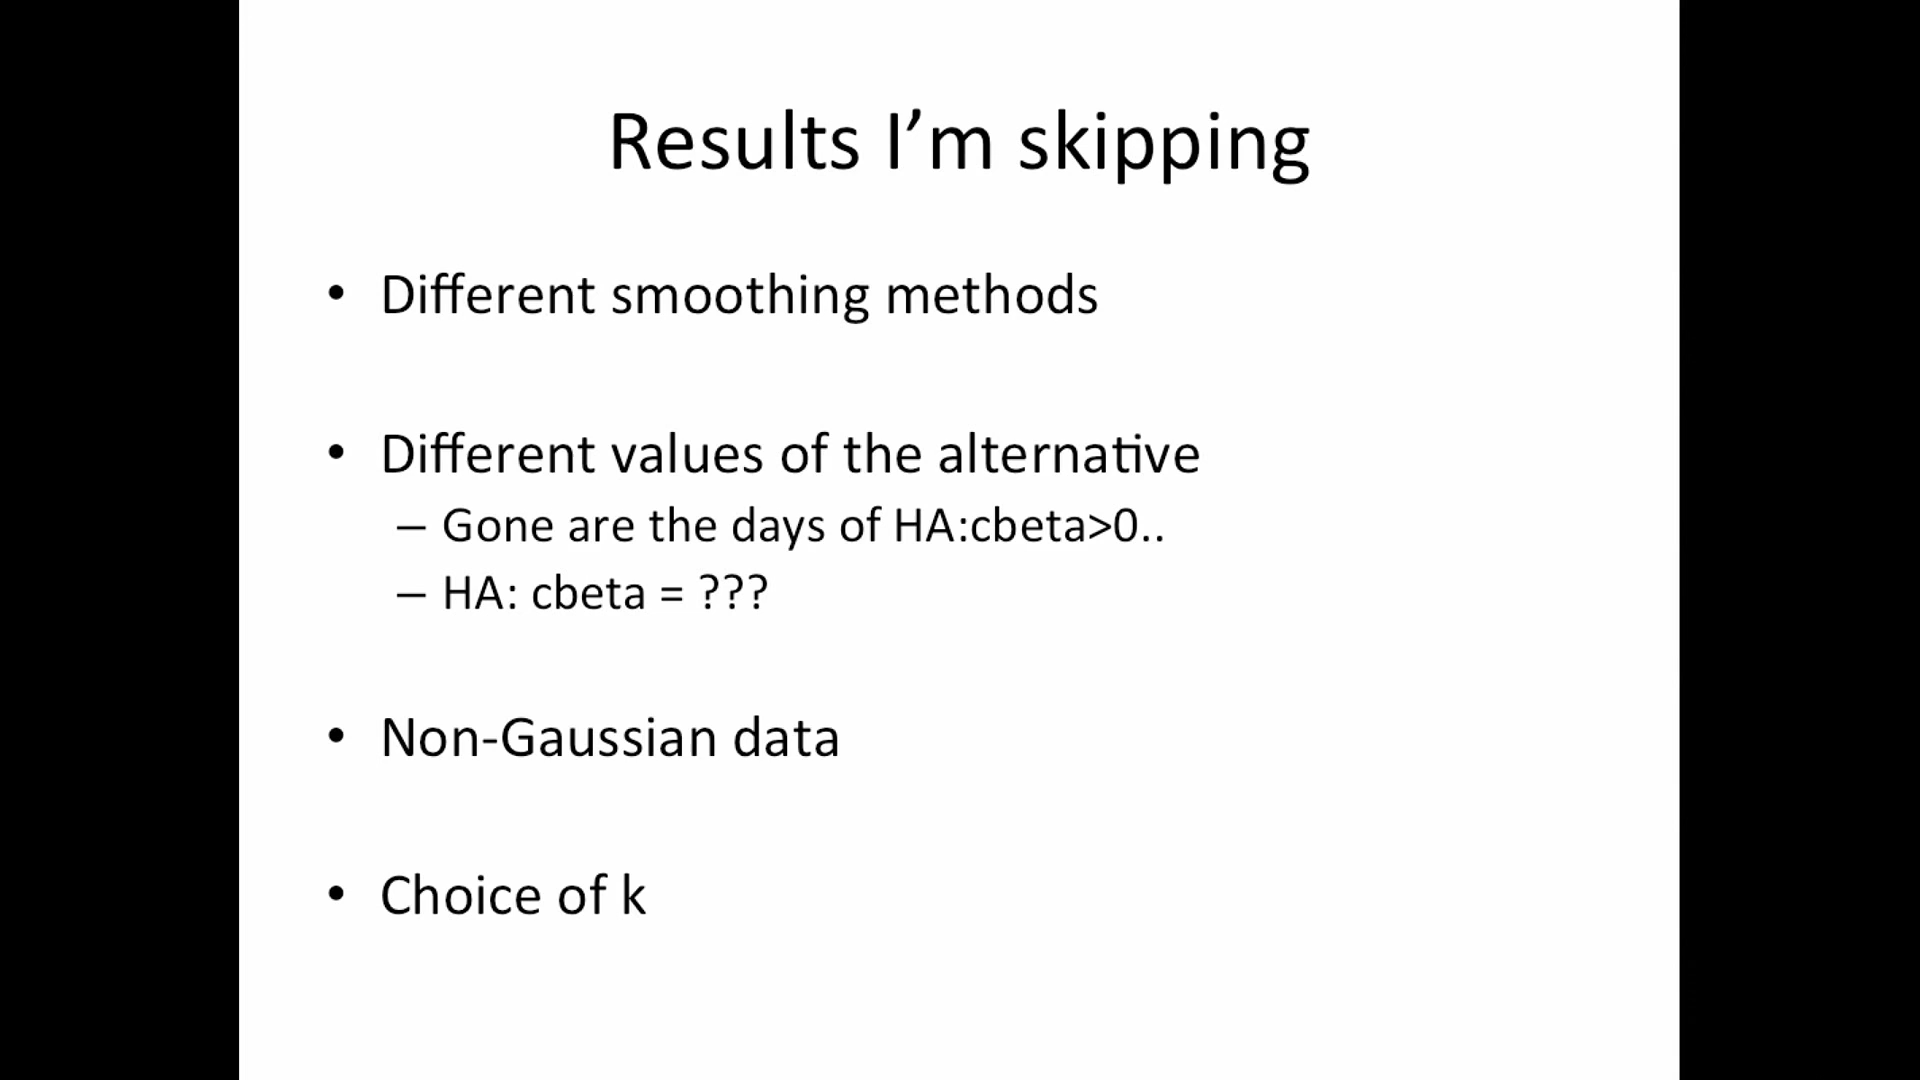 Results I’m skipping
• Different smoothing methods
• Different values of the alternative
– Gone are the days of HA:cbeta>0..
– HA: cbeta = ???
• Non-Gaussian data
• Choice of k